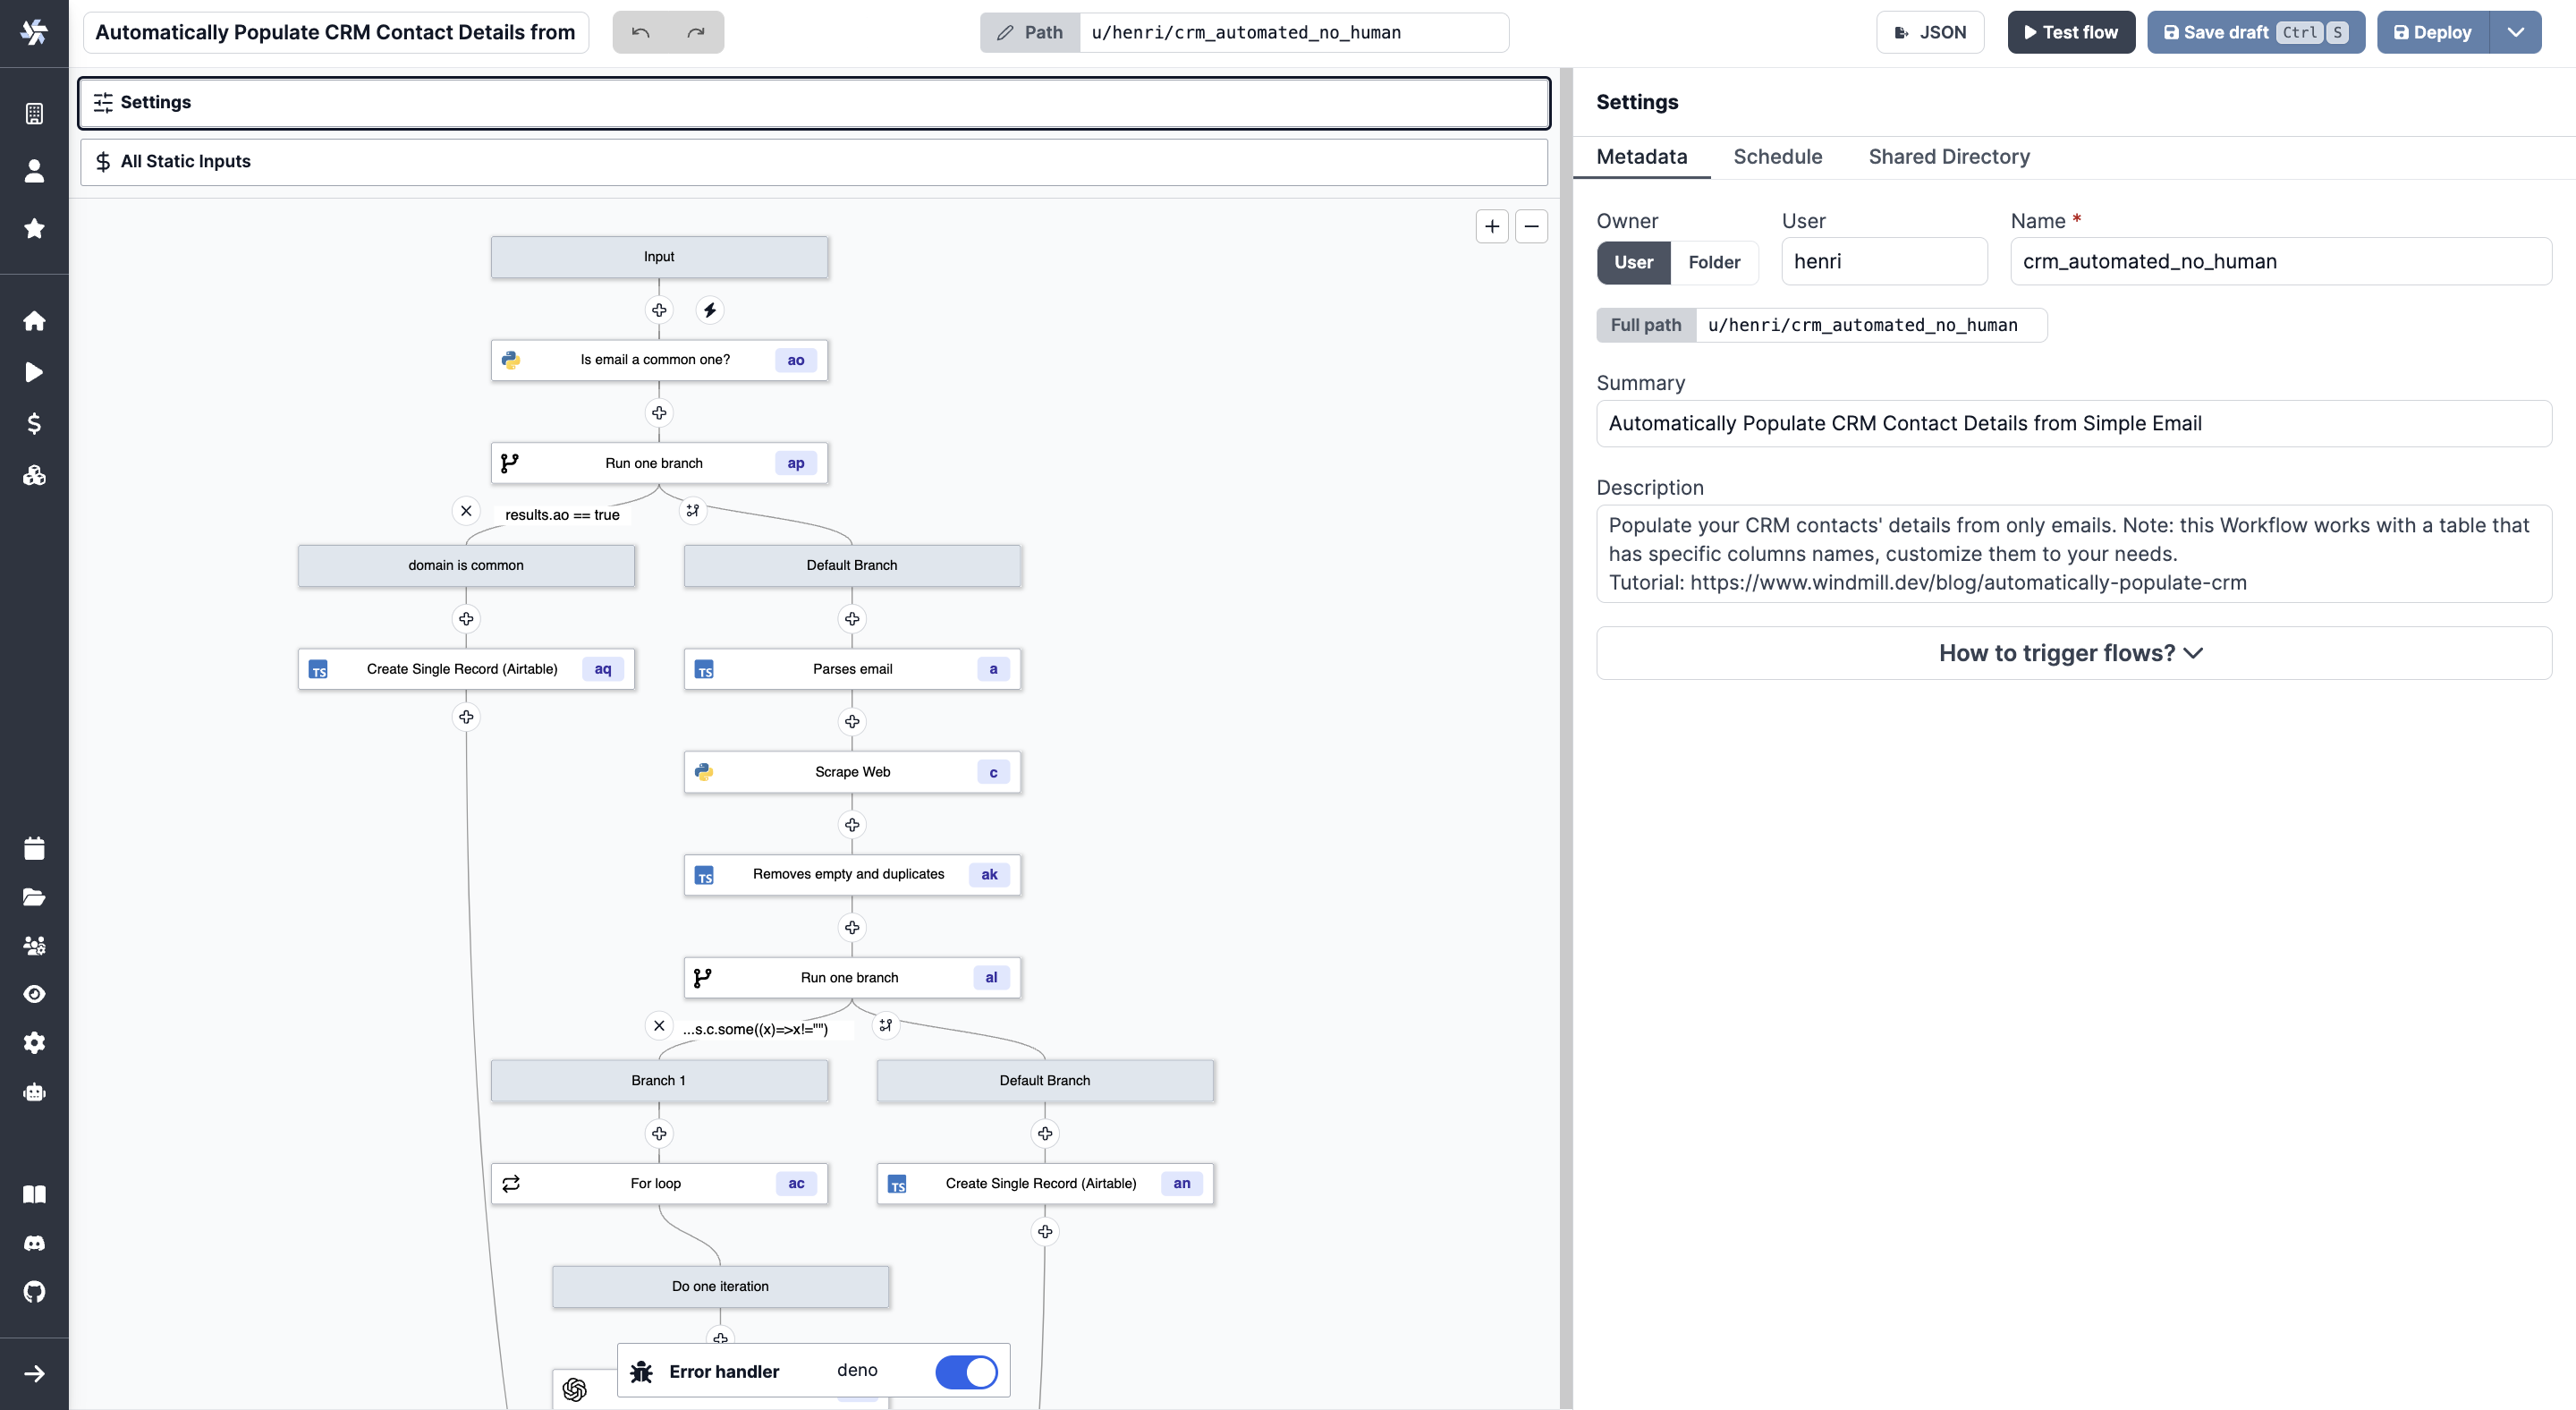 Automatically Populate CRM Contact Details from
Path u/henri/crm_automated_no_human
JSON
Test flow
Save draft Ctrl S
Deploy
Settings
All Static Inputs
Input
Is email a common one? ao
Run one branch ap
results.ao == true
domain is common
Default Branch
Create Single Record (Airtable) aq
Parses email a
Scrape Web c
Removes empty and duplicates ak
Run one branch al
...s.c.some((x)=>x!="")
Branch 1
Default Branch
For loop ac
Create Single Record (Airtable) an
Do one iteration
Error handler deno
Settings
Metadata Schedule Shared Directory
Owner User Name *
User Folder henri crm_automated_no_human
Full path u/henri/crm_automated_no_human
Summary
Automatically Populate CRM Contact Details from Simple Email
Description
Populate your CRM contacts' details from only emails. Note: this Workflow works with a table that
has specific columns names, customize them to your needs.
Tutorial: https://www.windmill.dev/blog/automatically-populate-crm
How to trigger flows?